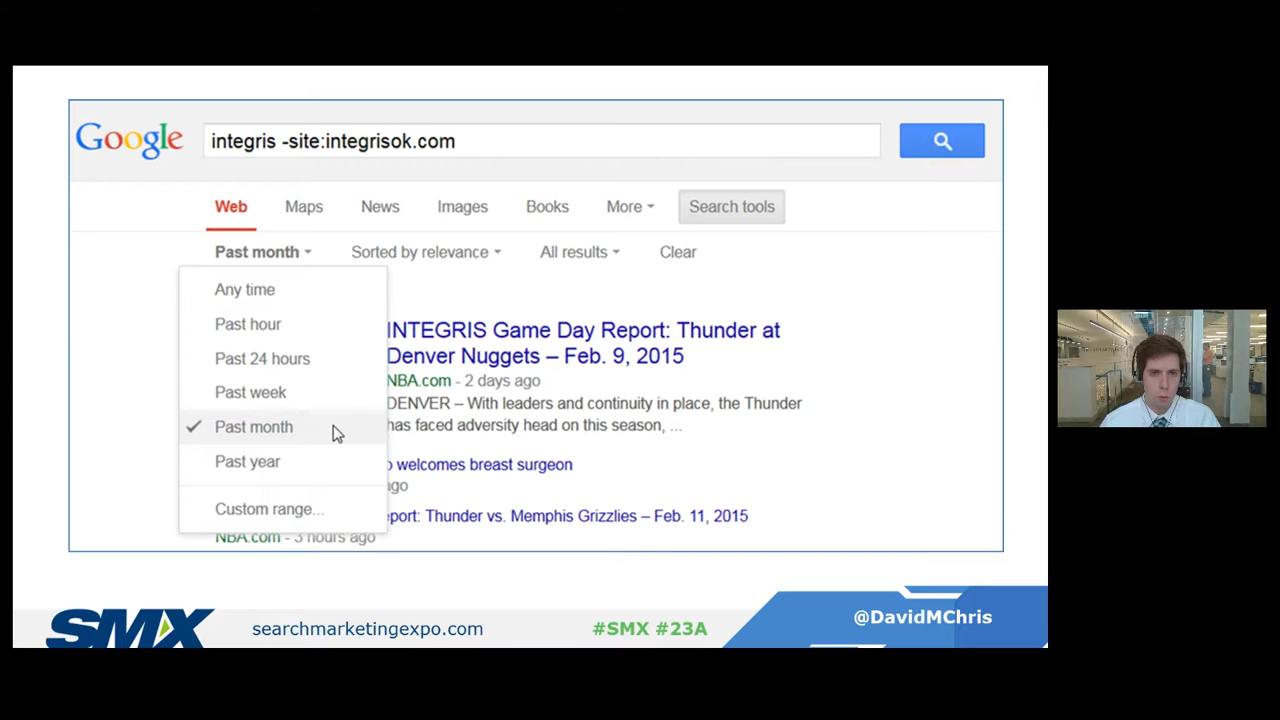 Google
integris -site:integrisok.com
Web Maps News Images Books More Search tools
Past month Sorted by relevance All results Clear
Any time
Past hour
Past 24 hours
Past week
Past month
Past year
Custom range...
INTEGRIS Game Day Report: Thunder at
Denver Nuggets – Feb. 9, 2015
NBA.com - 2 days ago
DENVER – With leaders and continuity in place, the Thunder
has faced adversity head on this season, ...
welcomes breast surgeon
ago
port: Thunder vs. Memphis Grizzlies – Feb. 11, 2015
NBA.com - 3 hours ago
SMX
searchmarketingexpo.com
#SMX #23A
@DavidMChris